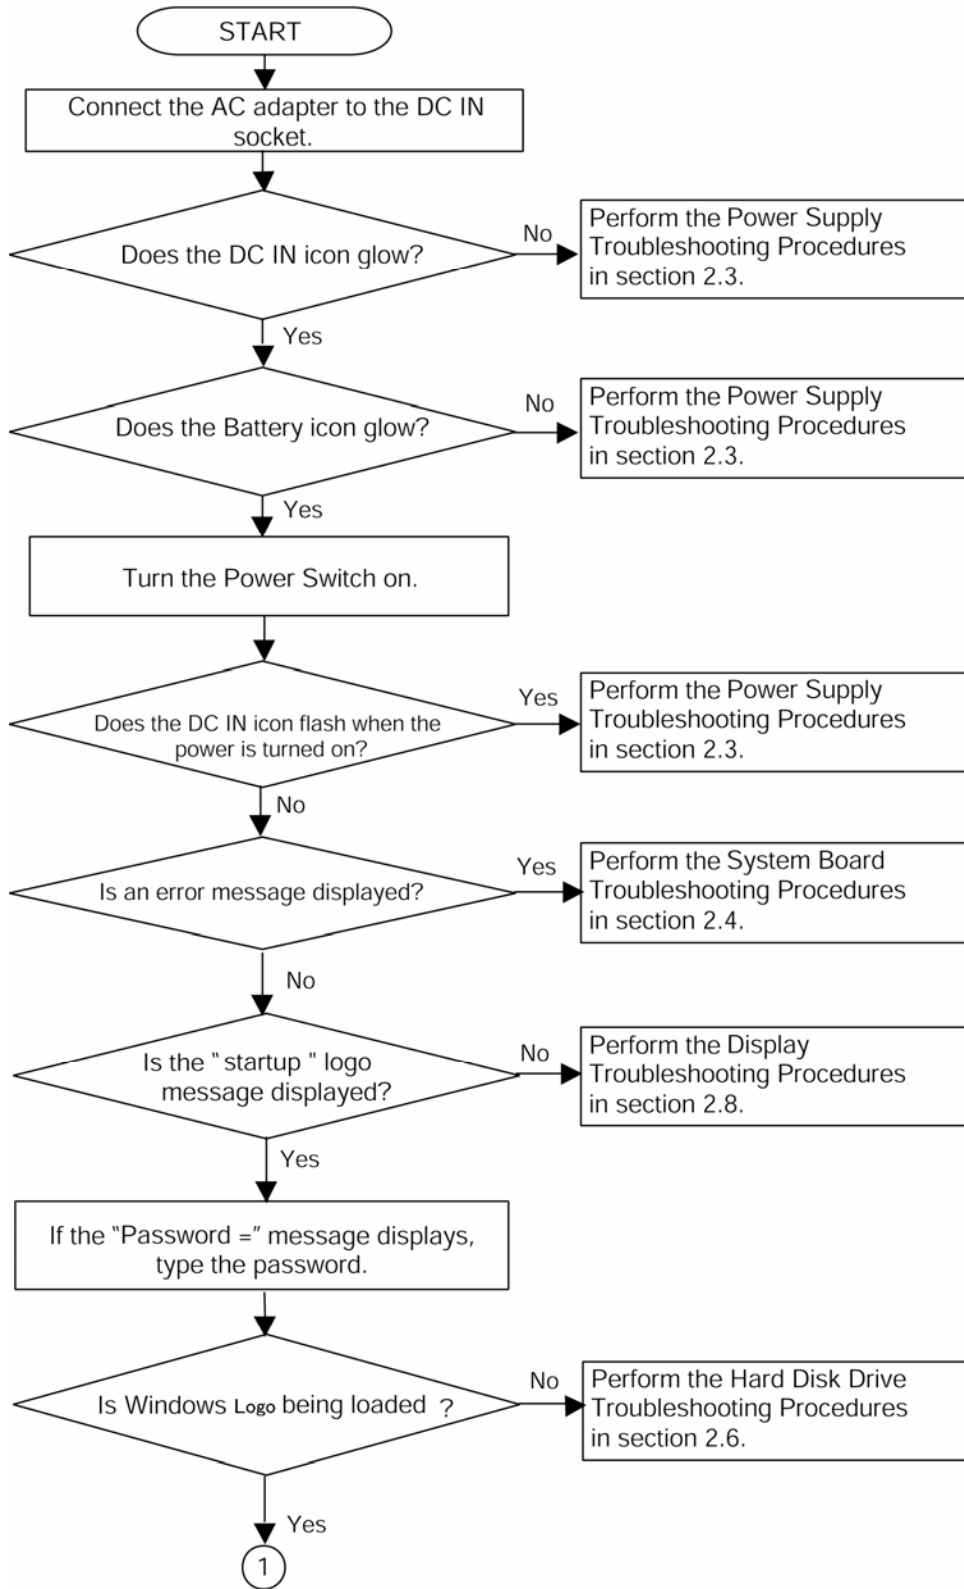 START
Connect the AC adapter to the DC IN
socket.
Does the DC IN icon glow?
No
Perform the Power Supply
Troubleshooting Procedures
in section 2.3.
Yes
Does the Battery icon glow?
No
Perform the Power Supply
Troubleshooting Procedures
in section 2.3.
Yes
Turn the Power Switch on.
Does the DC IN icon flash when the
power is turned on?
Yes
Perform the Power Supply
Troubleshooting Procedures
in section 2.3.
No
Is an error message displayed?
Yes
Perform the System Board
Troubleshooting Procedures
in section 2.4.
No
Is the “ startup ” logo
message displayed?
No
Perform the Display
Troubleshooting Procedures
in section 2.8.
Yes
If the “Password =” message displays,
type the password.
Is Windows Logo being loaded ?
No
Perform the Hard Disk Drive
Troubleshooting Procedures
in section 2.6.
Yes
1